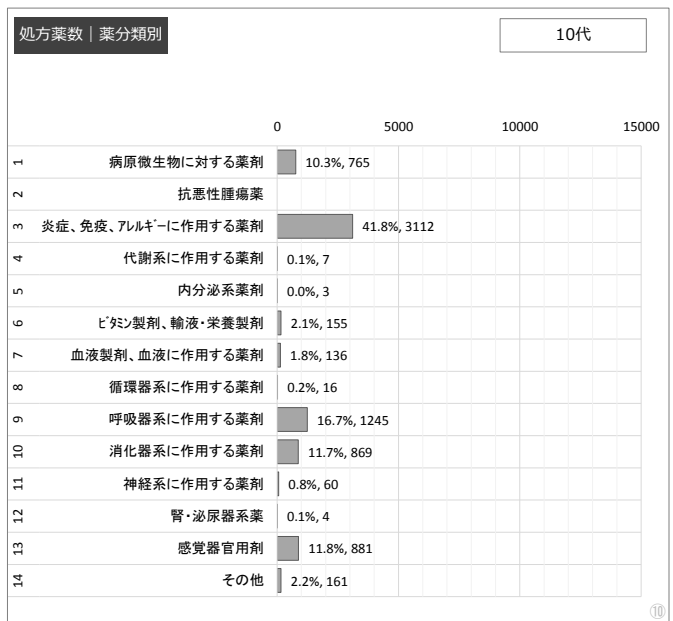 処方薬数｜薬分類別
10代
0 5000 10000 15000
1 病原微生物に対する薬剤 10.3%, 765
2 抗悪性腫瘍薬
3 炎症、免疫、ｱﾚﾙｷﾞｰに作用する薬剤 41.8%, 3112
4 代謝系に作用する薬剤 0.1%, 7
5 内分泌系薬剤 0.0%, 3
6 ﾋﾞﾀﾐﾝ製剤、輸液・栄養製剤 2.1%, 155
7 血液製剤、血液に作用する薬剤 1.8%, 136
8 循環器系に作用する薬剤 0.2%, 16
9 呼吸器系に作用する薬剤 16.7%, 1245
10 消化器系に作用する薬剤 11.7%, 869
11 神経系に作用する薬剤 0.8%, 60
12 腎・泌尿器系薬 0.1%, 4
13 感覚器官用剤 11.8%, 881
14 その他 2.2%, 161
⑩